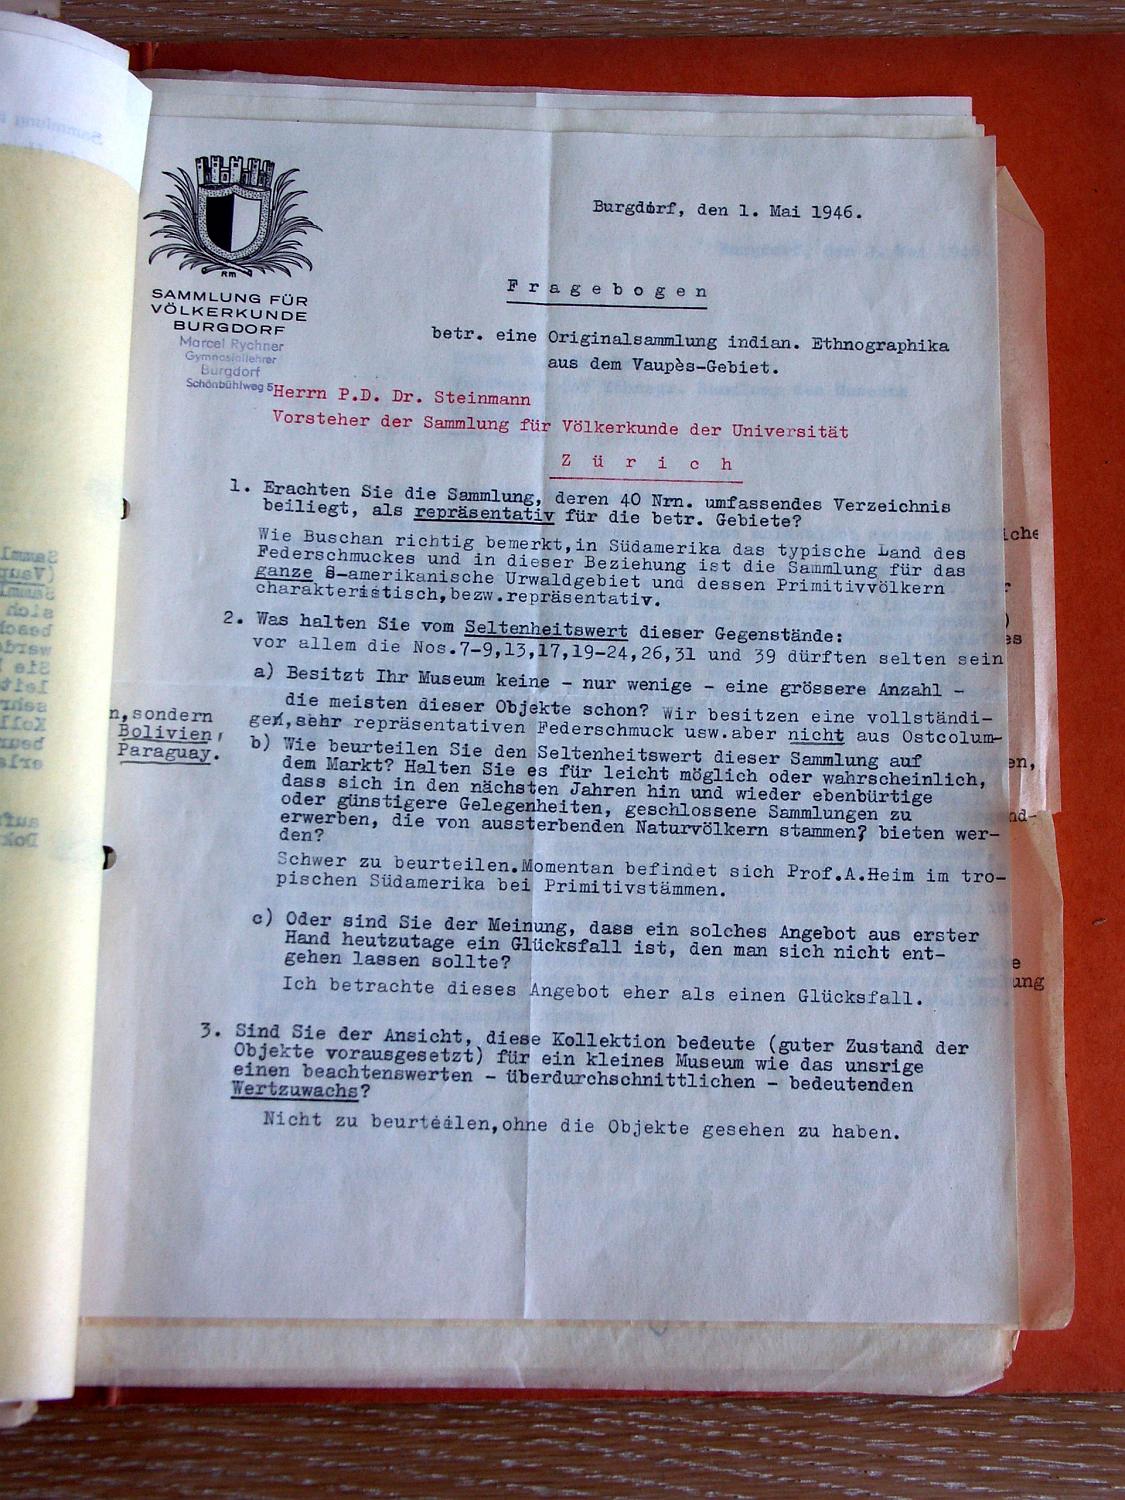 RM
SAMMLUNG FÜR
VÖLKERKUNDE
BURGDORF
Marcel Rychner
Gymnasiallehrer
Burgdorf
Schönbühlweg 5
Burgdorf, den 1. Mai 1946.
Fragebogen
betr. eine Originalsammlung indian. Ethnographika
aus dem Vaupès-Gebiet.
Herrn P.D. Dr. Steinmann
Vorsteher der Sammlung für Völkerkunde der Universität
Zürich
1. Erachten Sie die Sammlung, deren 40 Nrn. umfassendes Verzeichnis
beiliegt, als repräsentativ für die betr. Gebiete?
Wie Buschan richtig bemerkt,in Südamerika das typische Land des
Federschmuckes und in dieser Beziehung ist die Sammlung für das
ganze S-amerikanische Urwaldgebiet und dessen Primitivvölkern
charakteristisch,bezw.repräsentativ.
2. Was halten Sie vom Seltenheitswert dieser Gegenstände:
vor allem die Nos.7-9,13,17,19-24,26,31 und 39 dürften selten sein
a) Besitzt Ihr Museum keine - nur wenige - eine grössere Anzahl -
die meisten dieser Objekte schon? Wir besitzen eine vollständi-
gen,sehr repräsentativen Federschmuck usw.aber nicht aus Ostcolum-
n,sondern
Bolivien,
Paraguay.
b) Wie beurteilen Sie den Seltenheitswert dieser Sammlung auf
dem Markt? Halten Sie es für leicht möglich oder wahrscheinlich,
dass sich in den nächsten Jahren hin und wieder ebenbürtige
oder günstigere Gelegenheiten, geschlossene Sammlungen zu
erwerben, die von aussterbenden Naturvölkern stammen? bieten wer-
den?
Schwer zu beurteilen.Momentan befindet sich Prof.A.Heim im tro-
pischen Südamerika bei Primitivstämmen.
c) Oder sind Sie der Meinung, dass ein solches Angebot aus erster
Hand heutzutage ein Glücksfall ist, den man sich nicht ent-
gehen lassen sollte?
Ich betrachte dieses Angebot eher als einen Glücksfall.
3. Sind Sie der Ansicht, diese Kollektion bedeute (guter Zustand der
Objekte vorausgesetzt) für ein kleines Museum wie das unsrige
einen beachtenswerten - überdurchschnittlichen - bedeutenden
Wertzuwachs?
Nicht zu beurteilen,ohne die Objekte gesehen zu haben.